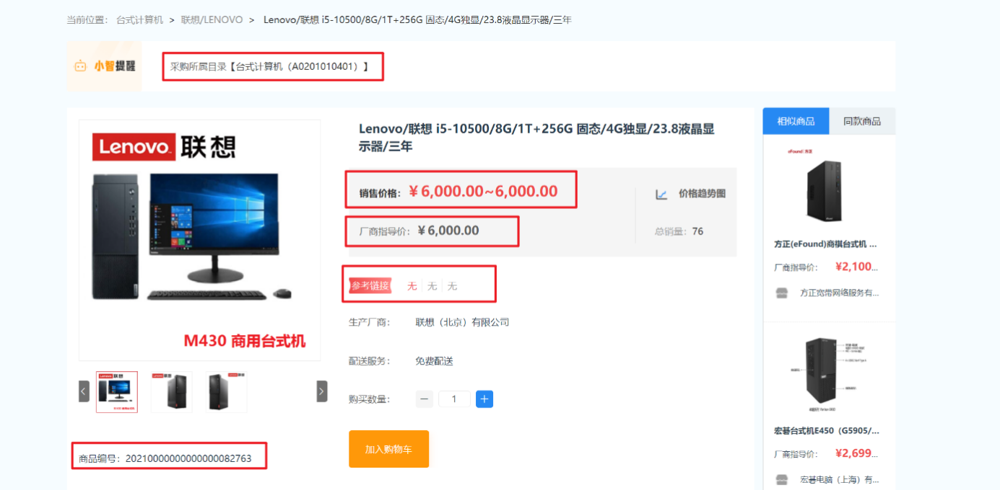 当前位置： 台式计算机 > 联想/LENOVO > Lenovo/联想 i5-10500/8G/1T+256G 固态/4G独显/23.8液晶显示器/三年
小智提醒
采购所属目录【台式计算机（A0201010401）】
Lenovo 联想
M430 商用台式机
商品编号：20210000000000000082763
Lenovo/联想 i5-10500/8G/1T+256G 固态/4G独显/23.8液晶显
示器/三年
销售价格：￥6,000.00~6,000.00
价格趋势图
厂商指导价：￥6,000.00
总销量：76
参考链接 无 无 无
生产厂商： 联想（北京）有限公司
配送服务： 免费配送
购买数量： － 1 +
加入购物车
相似商品 同款商品
eFound 方正
方正(eFound)商祺台式机 ...
厂商指导价： ¥2,100...
方正宽带网络服务有...
宏碁台式机E450（G5905/...
厂商指导价： ¥2,699...
宏碁电脑（上海）有...